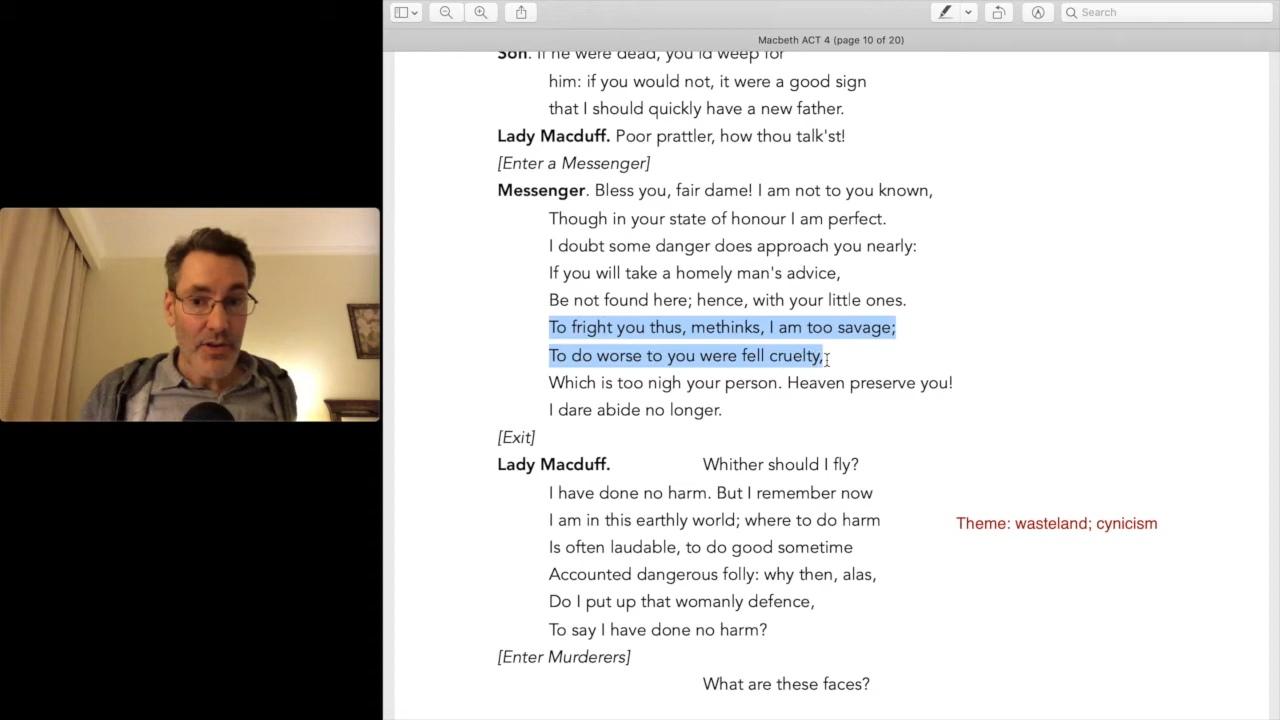 Search
Macbeth ACT 4 (page 10 of 20)
Son. If he were dead, you'ld weep for
him: if you would not, it were a good sign
that I should quickly have a new father.
Lady Macduff. Poor prattler, how thou talk'st!
[Enter a Messenger]
Messenger. Bless you, fair dame! I am not to you known,
Though in your state of honour I am perfect.
I doubt some danger does approach you nearly:
If you will take a homely man's advice,
Be not found here; hence, with your little ones.
To fright you thus, methinks, I am too savage;
To do worse to you were fell cruelty,
Which is too nigh your person. Heaven preserve you!
I dare abide no longer.
[Exit]
Lady Macduff. Whither should I fly?
I have done no harm. But I remember now
I am in this earthly world; where to do harm
Theme: wasteland; cynicism
Is often laudable, to do good sometime
Accounted dangerous folly: why then, alas,
Do I put up that womanly defence,
To say I have done no harm?
[Enter Murderers]
What are these faces?